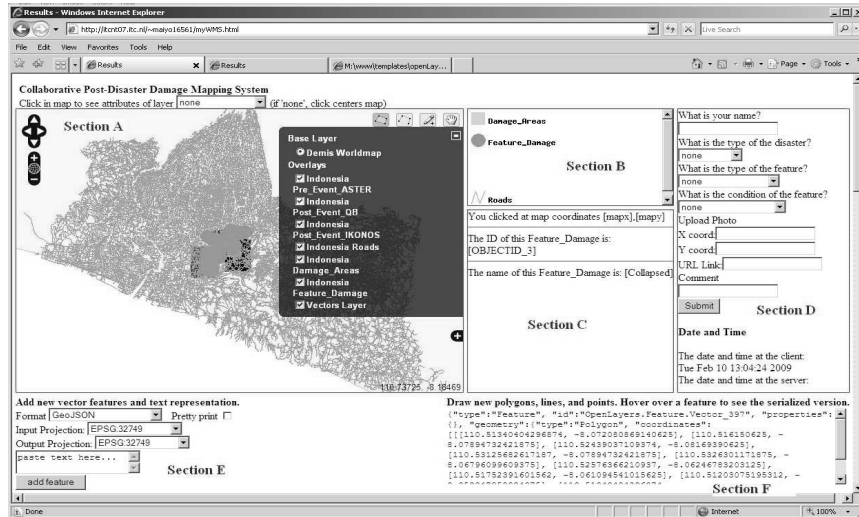 Results - Windows Internet Explorer
http://itcnt07.itc.nl/~maiyo16561/myWMS.html
Live Search
File Edit View Favorites Tools Help
Results
Results
M:\www\templates\openLay...
Page
Tools
Collaborative Post-Disaster Damage Mapping System
Click in map to see attributes of layer none (if 'none', click centers map)
Section A
Base Layer
Demis Worldmap
Overlays
Indonesia
Pre_Event_ASTER
Indonesia
Post_Event_QB
Indonesia
Post_Event_IKONOS
Indonesia Roads
Indonesia
Damage_Areas
Indonesia
Feature_Damage
Vectors Layer
110.73725, -8.18469
Damage_Areas
Feature_Damage
Section B
Roads
You clicked at map coordinates [mapx],[mapy]
The ID of this Feature_Damage is:
[OBJECTID_3]
The name of this Feature_Damage is: [Collapsed]
Section C
What is your name?
What is the type of the disaster?
none
What is the type of the feature?
none
What is the condition of the feature?
none
Upload Photo
X coord:
Y coord:
URL Link:
Comment
Submit
Section D
Date and Time
The date and time at the client:
Tue Feb 10 13:04:24 2009
The date and time at the server:
Add new vector features and text representation.
Format GeoJSON Pretty print
Input Projection: EPSG:32749
Output Projection: EPSG:32749
paste text here...
Section E
add feature
Draw new polygons, lines, and points. Hover over a feature to see the serialized version.
{"type":"Feature", "id":"OpenLayers.Feature.Vector_397", "properties":
{}, "geometry":{"type":"Polygon", "coordinates":
[[[110.51340404296874, -8.072080869140625], [110.516150625, -
8.07894732421875], [110.52439037109374, -8.08169390625],
[110.53125682617187, -8.07894732421875], [110.5326301171875, -
8.06796099609375], [110.52576366210937, -8.06246783203125],
[110.51752391601562, -8.061094541015625], [110.51203075195312, -
Section F
Done
Internet
100%